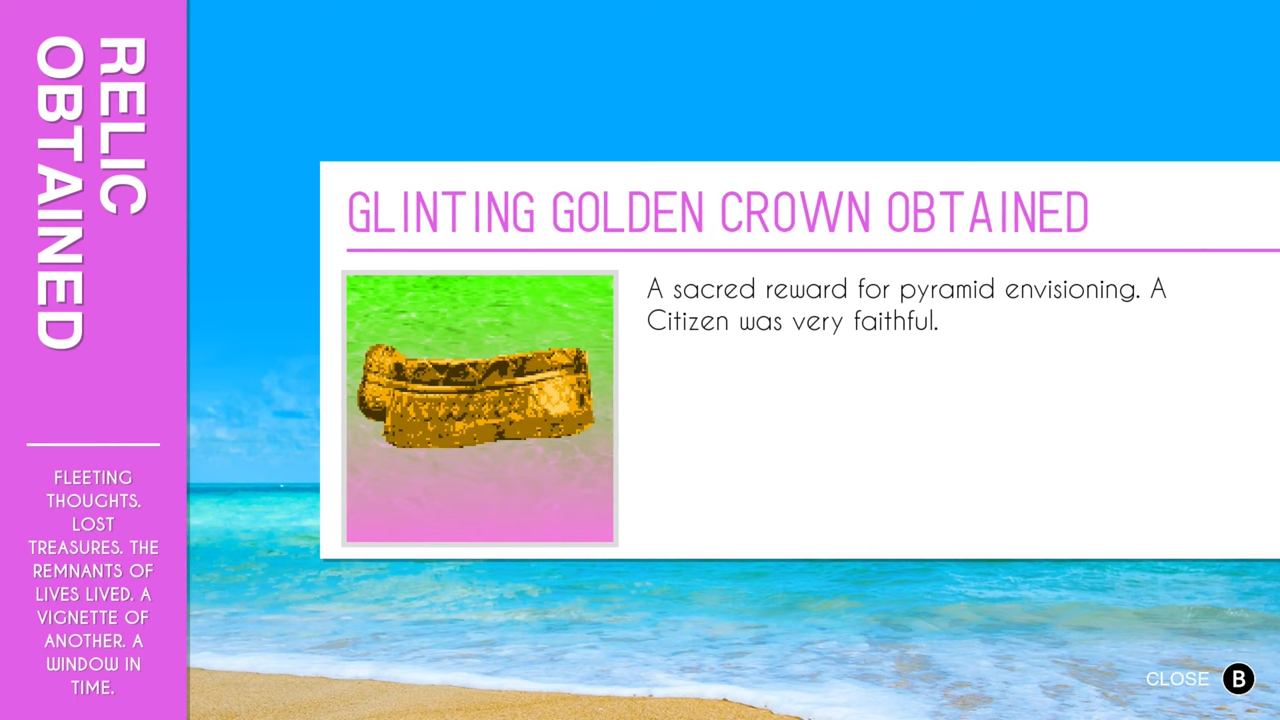 RELIC
OBTAINED
FLEETING
THOUGHTS.
LOST
TREASURES. THE
REMNANTS OF
LIVES LIVED. A
VIGNETTE OF
ANOTHER. A
WINDOW IN
TIME.
GLINTING GOLDEN CROWN OBTAINED
A sacred reward for pyramid envisioning. A
Citizen was very faithful.
CLOSE B